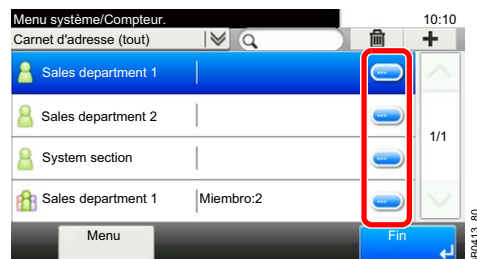 Menu système/Compteur.
10:10
Carnet d'adresse (tout)
Sales department 1
Sales department 2
System section
Sales department 1 Miembro:2
1/1
Menu
Fin
B0413_80